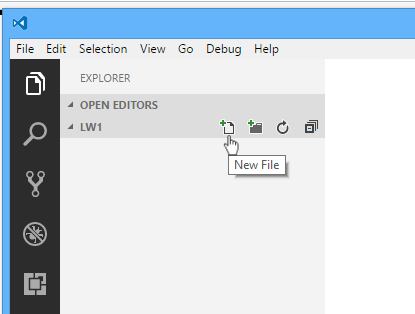 File Edit Selection View Go Debug Help
EXPLORER
OPEN EDITORS
LW1
New File